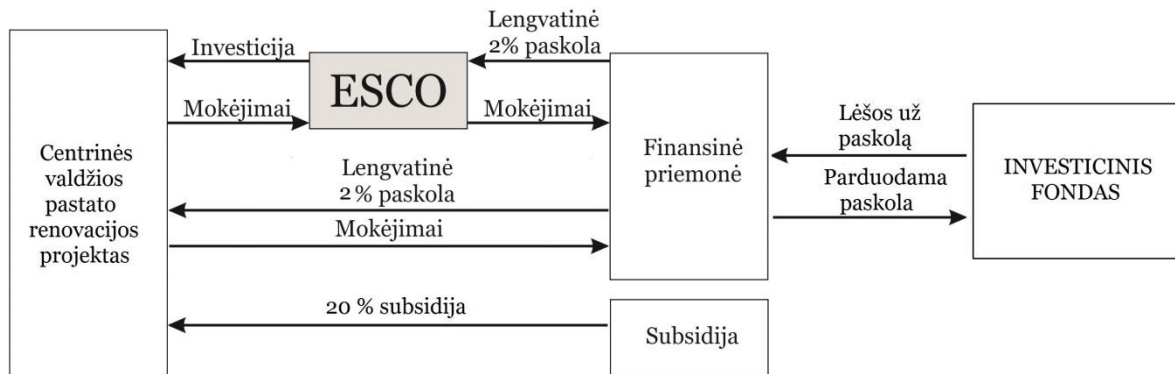 Centrinės
valdžios
pastato
renovacijos
projektas
Investicija
Mokėjimai
ESCO
Lengvatinė
2% paskola
Mokėjimai
Lengvatinė
2% paskola
Mokėjimai
20 % subsidija
Finansinė
priemonė
Subsidija
Lėšos už
paskolą
Parduodama
paskola
INVESTICINIS
FONDAS